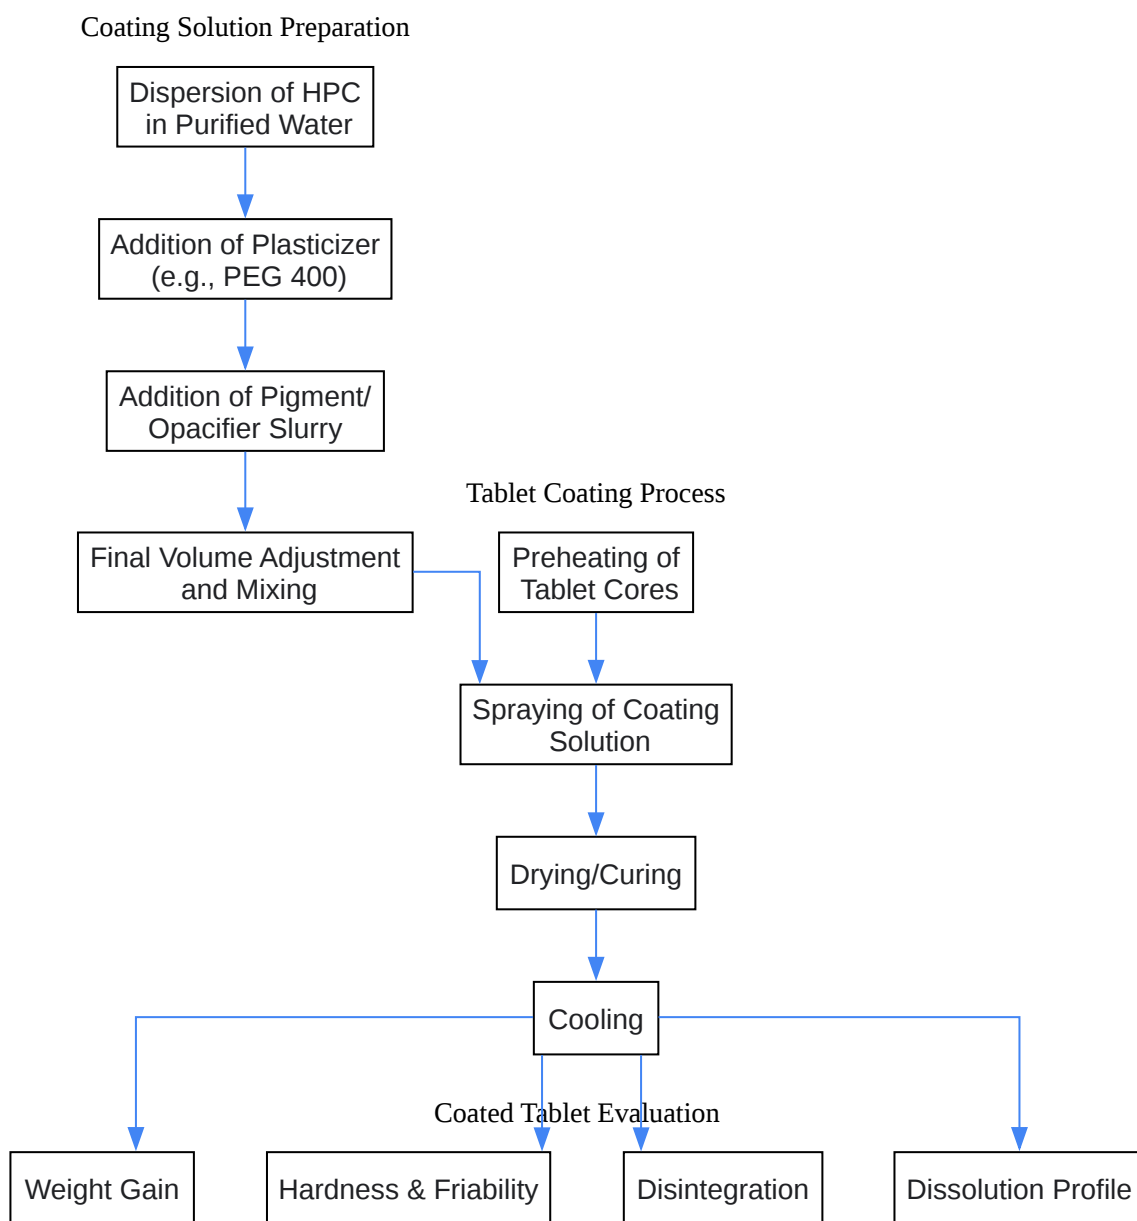 Coating Solution Preparation
Dispersion of HPC
in Purified Water
Addition of Plasticizer
(e.g., PEG 400)
Addition of Pigment/
Opacifier Slurry
Final Volume Adjustment
and Mixing
Tablet Coating Process
Preheating of
Tablet Cores
Spraying of Coating
Solution
Drying/Curing
Cooling
Coated Tablet Evaluation
Weight Gain
Hardness & Friability
Disintegration
Dissolution Profile